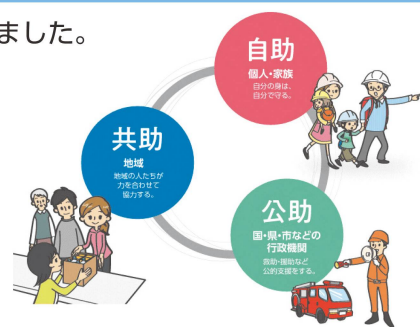 ました。
自助
個人・家族
自分の身は、
自分で守る。
共助
地域
地域の人たちが
力を合わせて
協力する。
公助
国・県・市などの
行政機関
救助・援助など
公的支援をする。